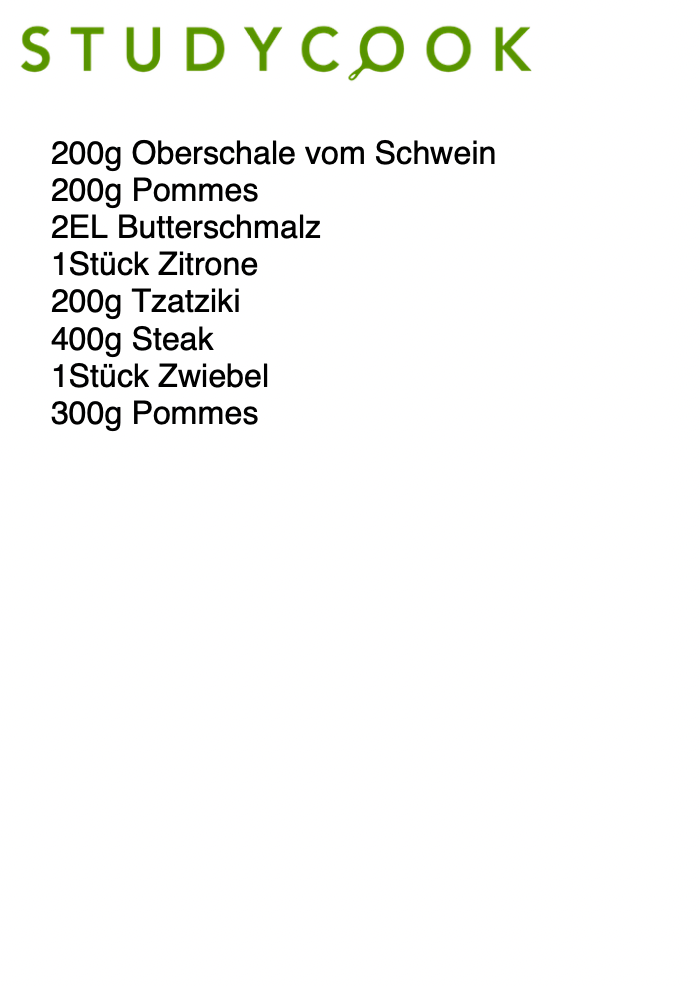 STUDYCOOK
200g Oberschale vom Schwein
200g Pommes
2EL Butterschmalz
1Stück Zitrone
200g Tzatziki
400g Steak
1Stück Zwiebel
300g Pommes